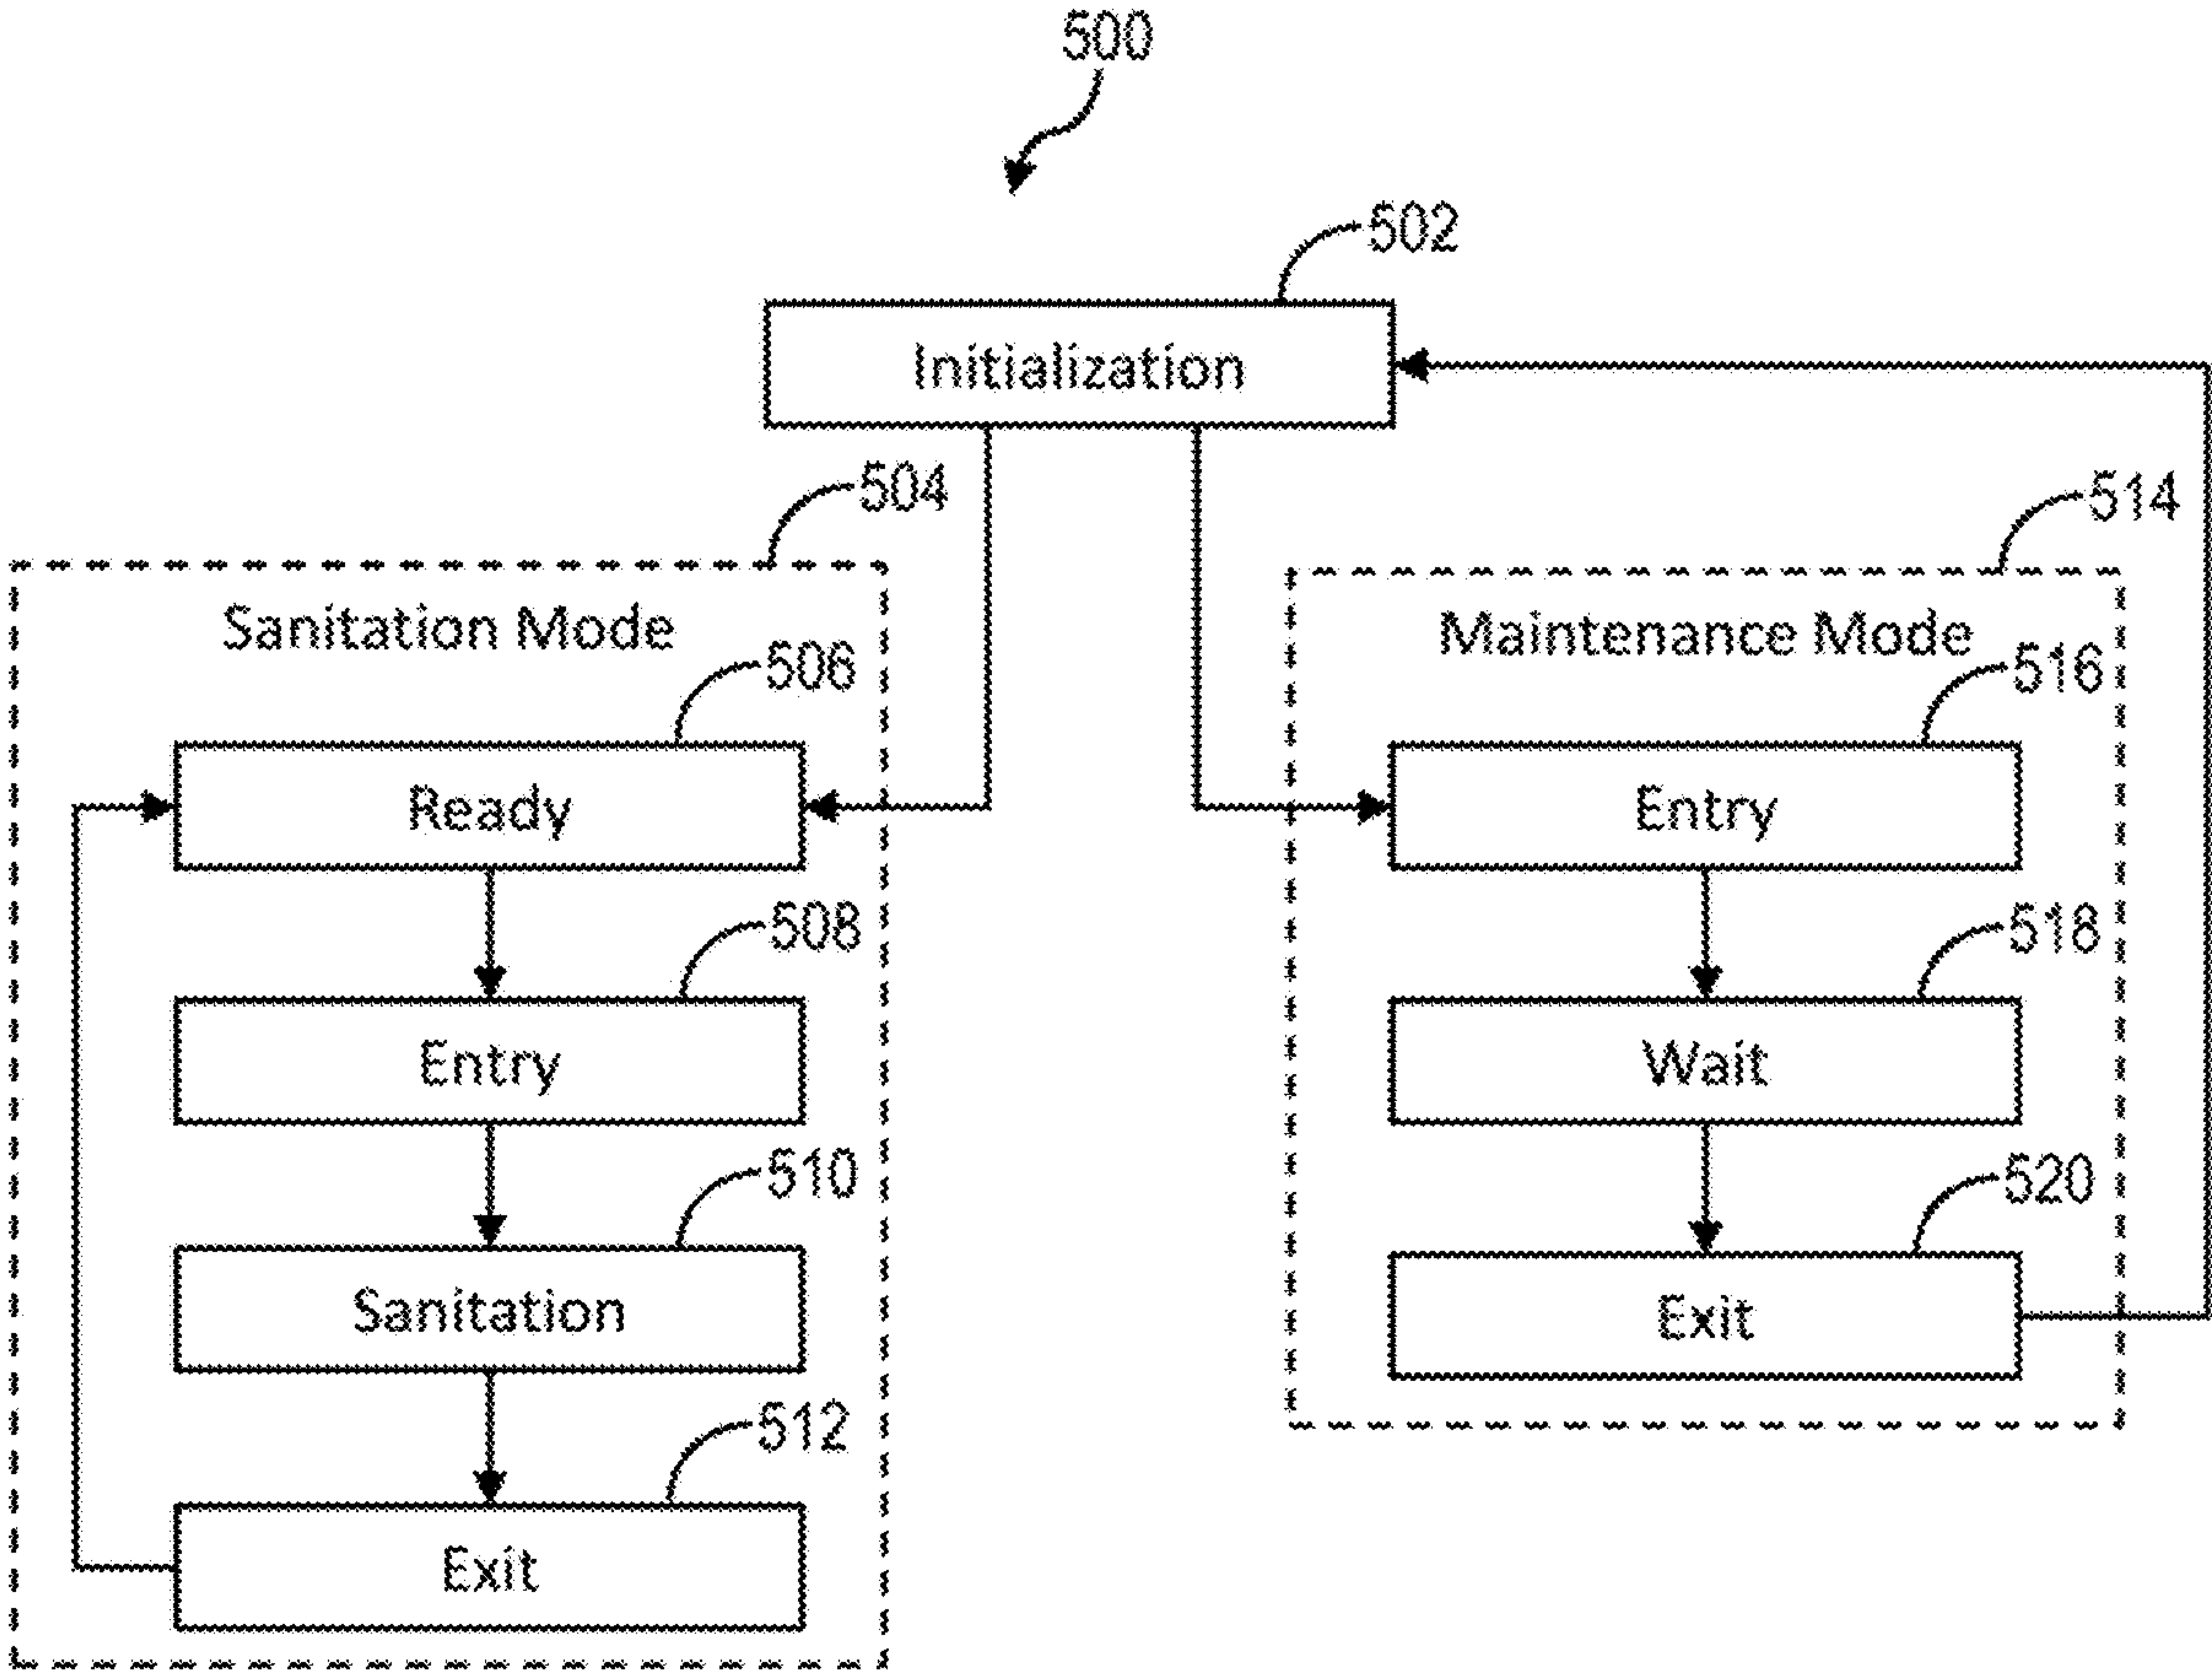 500
502
Initialization
504
514
Sanitation Mode
Maintenance Mode
506
516
Ready
Entry
508
518
Entry
Wait
510
520
Sanitation
Exit
512
Exit